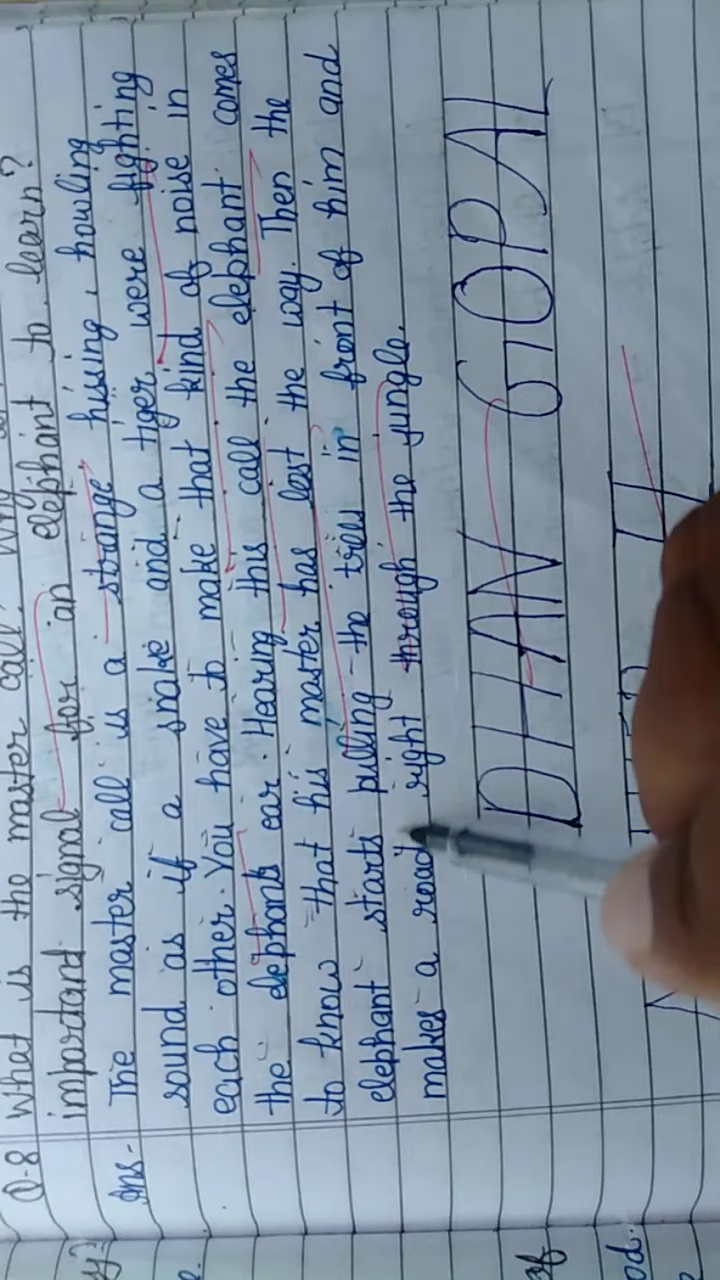 Q-8 What is the master call? Why
important signal for an elephant to learn?
Ans- The master call is a strange hissing, howling
sound as if a snake and a tiger were fighting
each other. You have to make that kind of noise in
the elephants ear. Hearing this call the elephant comes
to know that his master has lost the way. Then the
elephant starts pulling the trees in front of him and
makes a road right through the jungle.
DHAN GOPAL
y?
e.
of
od.